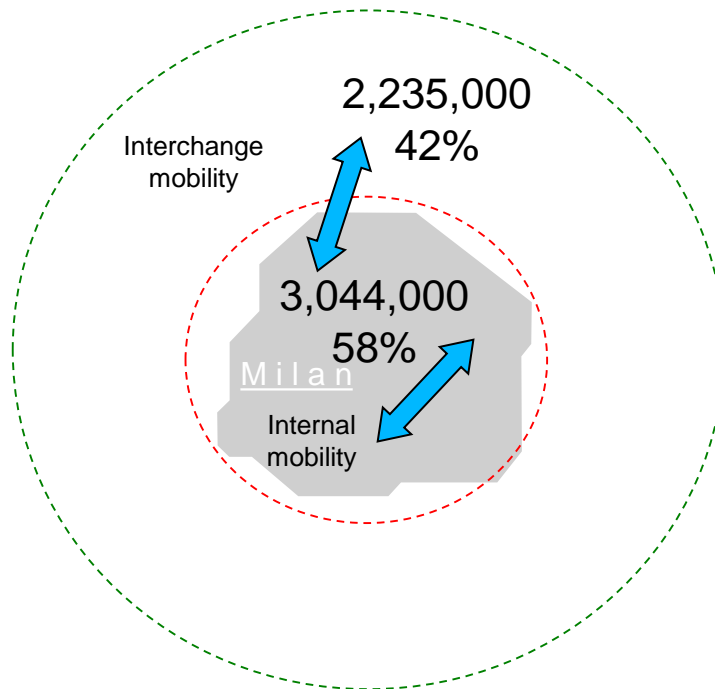 2,235,000
42%
Interchange
mobility
3,044,000
58%
Milan
Internal
mobility